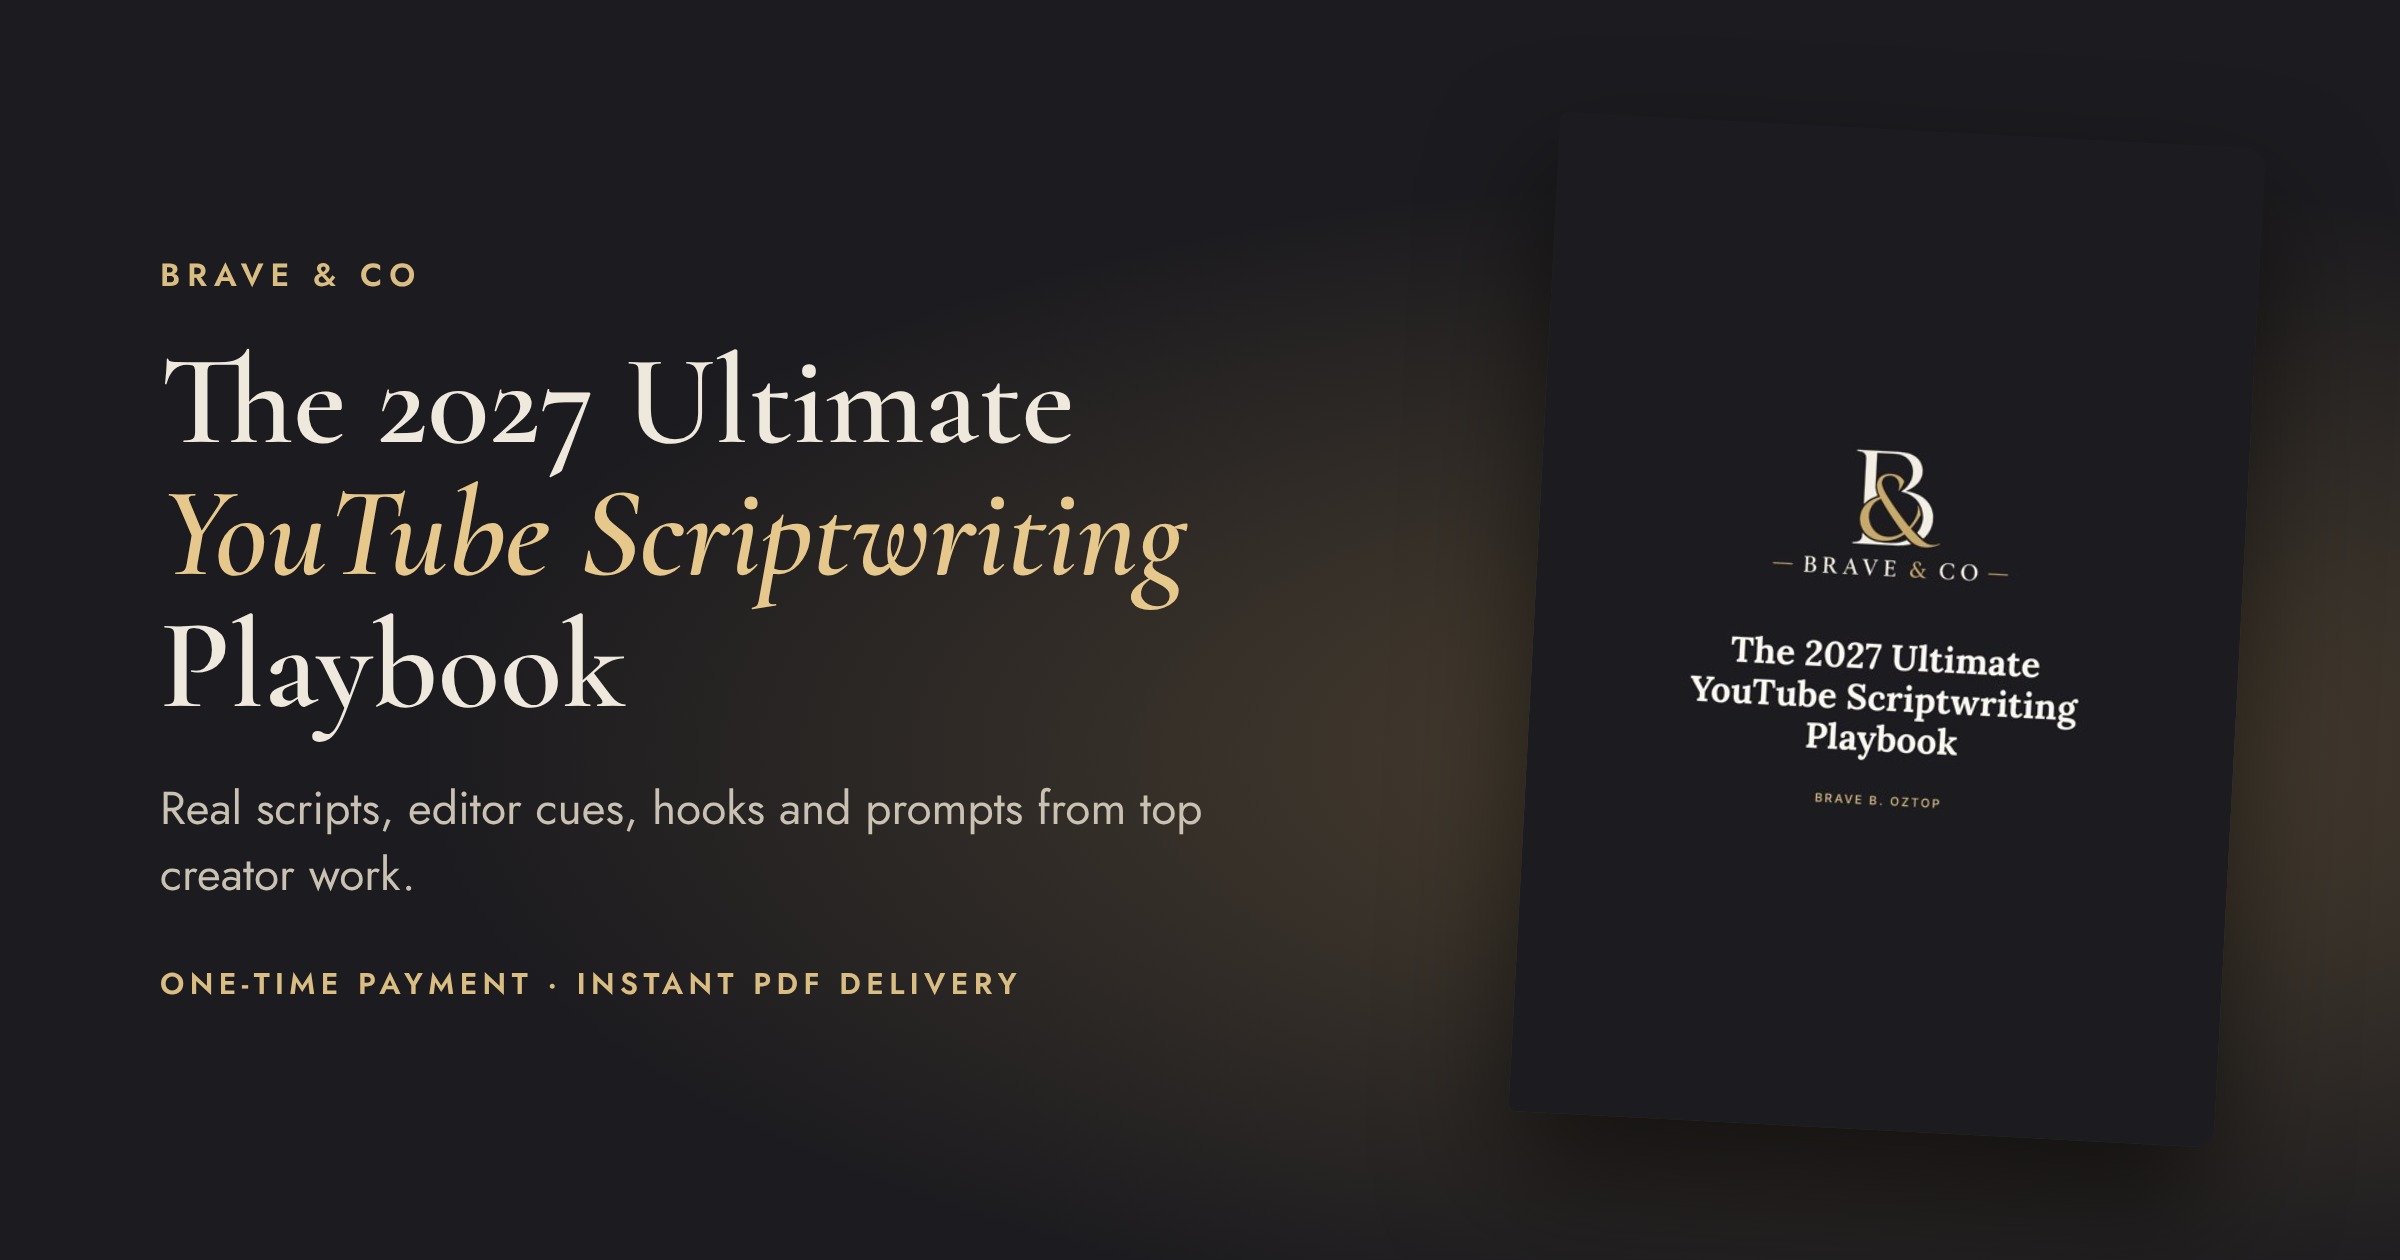 BRAVE & CO
The 2027 Ultimate
YouTube Scriptwriting
Playbook
Real scripts, editor cues, hooks and prompts from top
creator work.
ONE-TIME PAYMENT · INSTANT PDF DELIVERY
B&
— BRAVE & CO —
The 2027 Ultimate
YouTube Scriptwriting
Playbook
BRAVE B. OZTOP